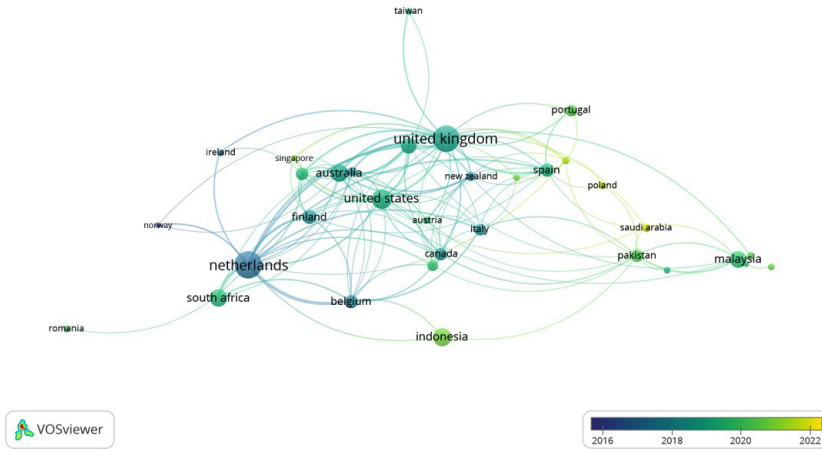 taiwan
portugal
united kingdom
ireland
singapore
australia
new zealand
spain
poland
united states
finland
austria
italy
norway
saudi arabia
netherlands
canada
pakistan
malaysia
south africa
belgium
romania
indonesia
VOSviewer
2016 2018 2020 2022